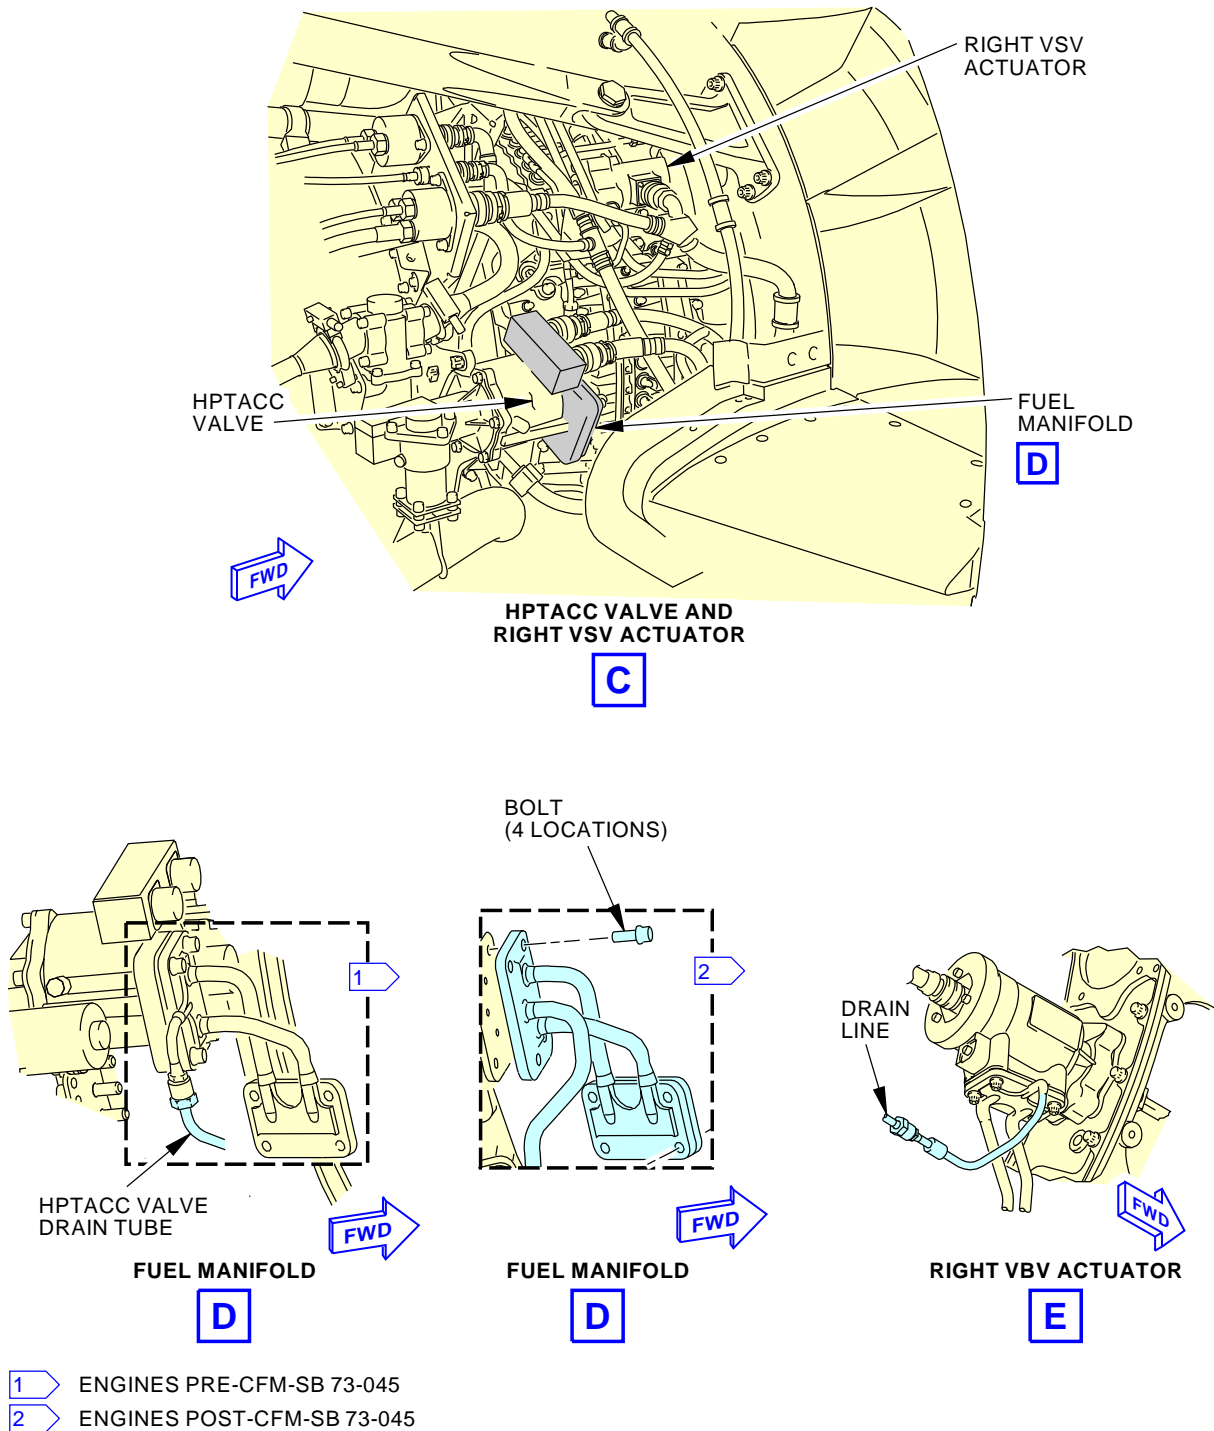 RIGHT VSV
ACTUATOR
HPTACC
VALVE
FUEL
MANIFOLD
D
FWD
HPTACC VALVE AND
RIGHT VSV ACTUATOR
C
BOLT
(4 LOCATIONS)
1
2
DRAIN
LINE
HPTACC VALVE
DRAIN TUBE
FWD
FWD
FWD
FUEL MANIFOLD
D
FUEL MANIFOLD
D
RIGHT VBV ACTUATOR
E
1 ENGINES PRE-CFM-SB 73-045
2 ENGINES POST-CFM-SB 73-045